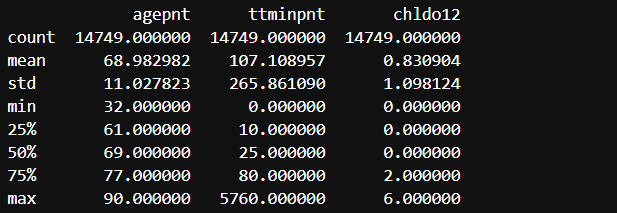 agepnt ttminpnt chldo12
count 14749.000000 14749.000000 14749.000000
mean 68.982982 107.108957 0.830904
std 11.027823 265.861090 1.098124
min 32.000000 0.000000 0.000000
25% 61.000000 10.000000 0.000000
50% 69.000000 25.000000 0.000000
75% 77.000000 80.000000 2.000000
max 90.000000 5760.000000 6.000000